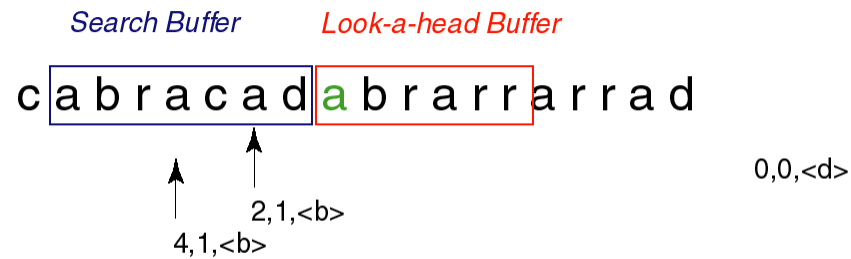 Search Buffer Look-a-head Buffer
c a b r a c a d a b r a r r a r r a d
0,0,<d>
2,1,<b>
4,1,<b>